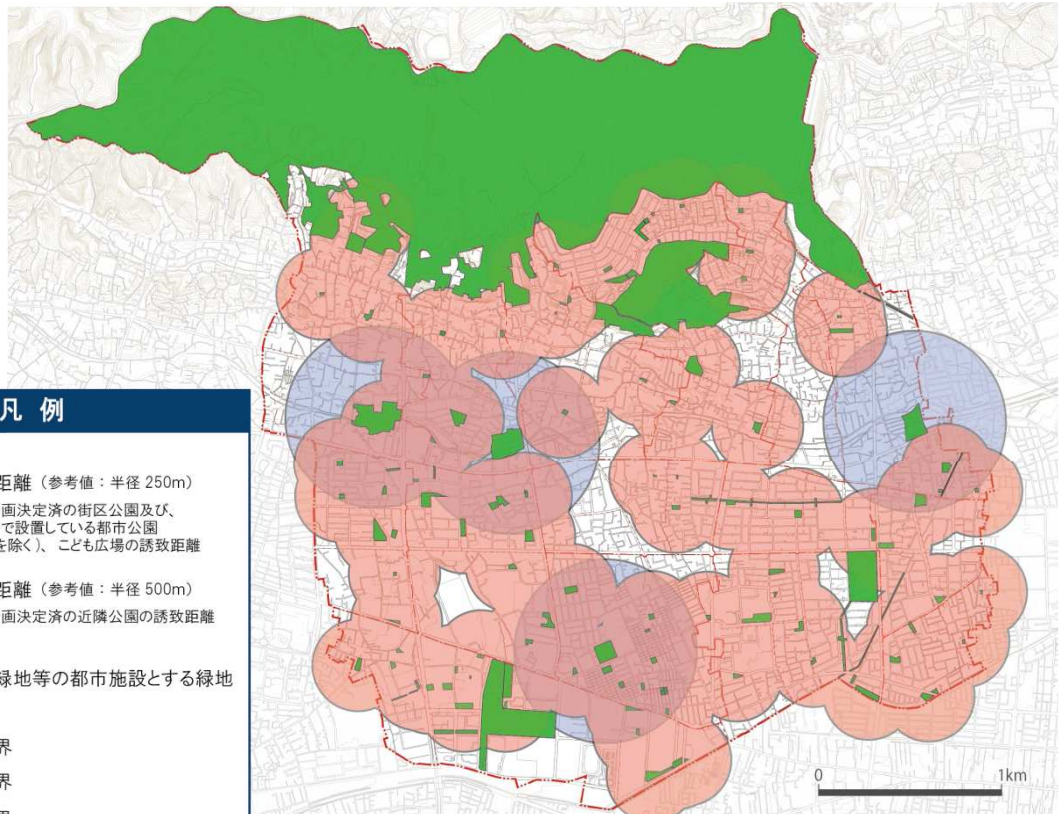 凡 例
距離（参考値：半径 250m）
画決定済の街区公園及び、
で設置している都市公園
を除く）、こども広場の誘致距離
距離（参考値：半径 500m）
画決定済の近隣公園の誘致距離
緑地等の都市施設とする緑地
界
界
0 1km